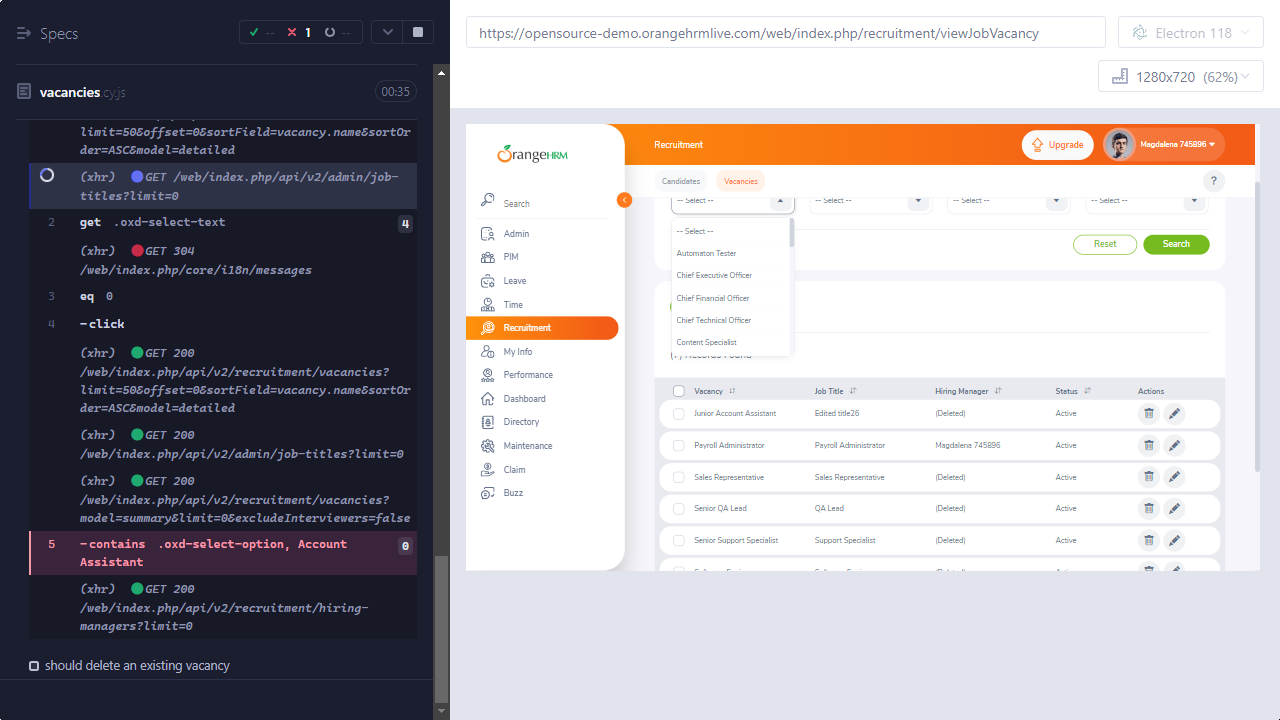 Specs
-- 1 --
https://opensource-demo.orangehrmlive.com/web/index.php/recruitment/viewJobVacancy
Electron 118
1280x720 (62%)
vacancies.cy.js
00:35
limit=50&offset=0&sortField=vacancy.name&sortOr
der=ASC&model=detailed
(xhr) GET /web/index.php/api/v2/admin/job-
titles?limit=0
2 get .oxd-select-text 4
(xhr) GET 304
/web/index.php/core/i18n/messages
3 eq 0
4 -click
(xhr) GET 200
/web/index.php/api/v2/recruitment/vacancies?
limit=50&offset=0&sortField=vacancy.name&sortOr
der=ASC&model=detailed
(xhr) GET 200
/web/index.php/api/v2/admin/job-titles?limit=0
(xhr) GET 200
/web/index.php/api/v2/recruitment/vacancies?
model=summary&limit=0&excludeInterviewers=false
5 -contains .oxd-select-option, Account 0
Assistant
(xhr) GET 200
/web/index.php/api/v2/recruitment/hiring-
managers?limit=0
should delete an existing vacancy
OrangeHRM
Search
Admin
PIM
Leave
Time
Recruitment
My Info
Performance
Dashboard
Directory
Maintenance
Claim
Buzz
Recruitment
Upgrade
Magdalena 745896
Candidates
Vacancies
?
-- Select -- -- Select -- -- Select -- -- Select --
-- Select --
Automaton Tester
Chief Executive Officer
Chief Financial Officer
Chief Technical Officer
Content Specialist
Reset
Search
Records Found
Vacancy Job Title Hiring Manager Status Actions
Junior Account Assistant Edited title26 (Deleted) Active
Payroll Administrator Payroll Administrator Magdalena 745896 Active
Sales Representative Sales Representative (Deleted) Active
Senior QA Lead QA Lead (Deleted) Active
Senior Support Specialist Support Specialist (Deleted) Active